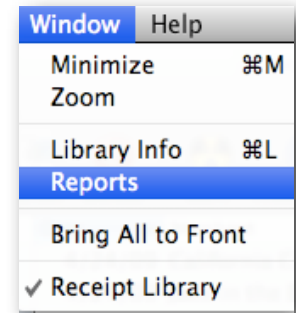 Window Help
Minimize ⌘M
Zoom
Library Info ⌘L
Reports
Bring All to Front
✓ Receipt Library